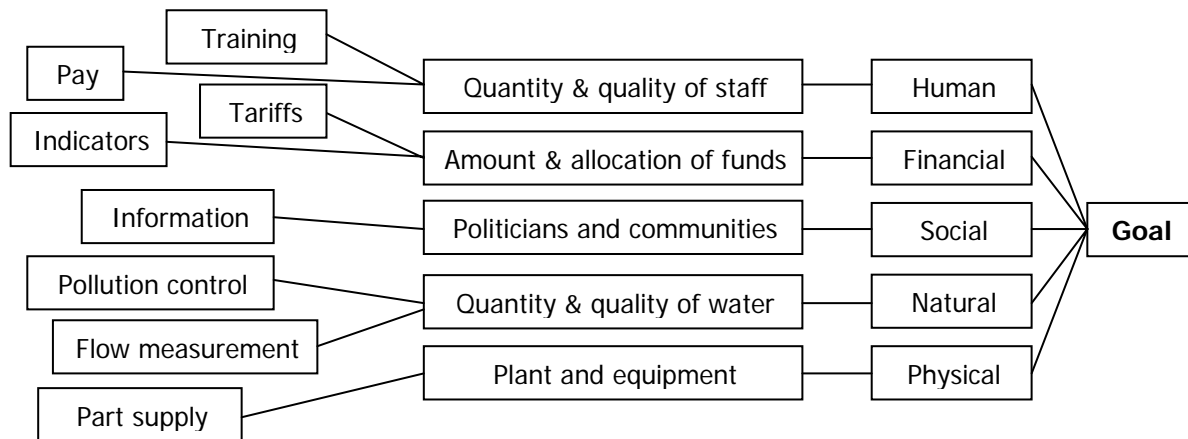 Training
Pay
Quantity & quality of staff
Human
Tariffs
Indicators
Amount & allocation of funds
Financial
Information
Politicians and communities
Social
Goal
Pollution control
Quantity & quality of water
Natural
Flow measurement
Plant and equipment
Physical
Part supply